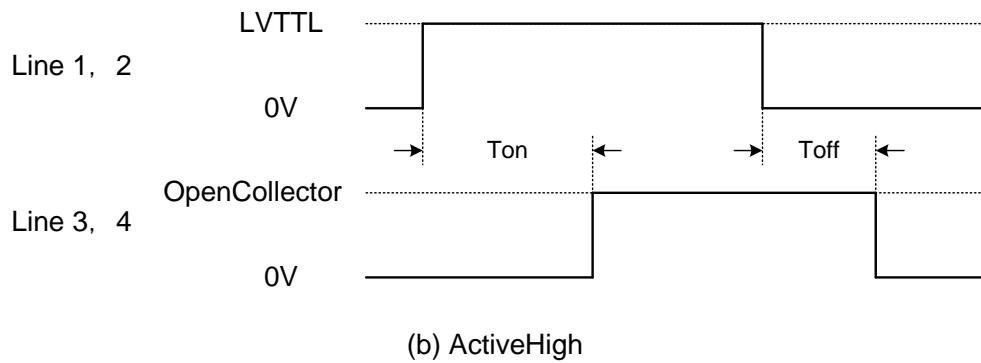 LVTTL
Line 1, 2
0V
Ton
Toff
OpenCollector
Line 3, 4
0V
(b) ActiveHigh